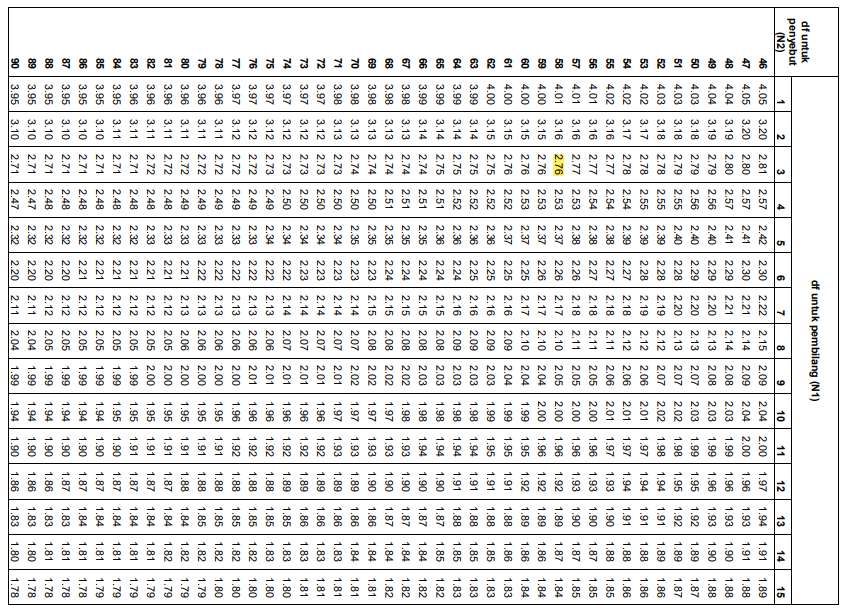 df untuk penyebut (N2)
df untuk pembilang (N1)
1 2 3 4 5 6 7 8 9 10 11 12 13 14 15
46 4.05 3.20 2.81 2.57 2.42 2.30 2.22 2.15 2.09 2.04 2.00 1.97 1.94 1.91 1.89
47 4.05 3.20 2.80 2.57 2.41 2.30 2.21 2.14 2.09 2.04 2.00 1.96 1.93 1.91 1.88
48 4.04 3.19 2.80 2.57 2.41 2.29 2.21 2.14 2.08 2.03 1.99 1.96 1.93 1.90 1.88
49 4.04 3.19 2.79 2.56 2.40 2.29 2.20 2.13 2.08 2.03 1.99 1.96 1.93 1.90 1.88
50 4.03 3.18 2.79 2.56 2.40 2.29 2.20 2.13 2.07 2.03 1.99 1.95 1.92 1.89 1.87
51 4.03 3.18 2.79 2.55 2.40 2.28 2.20 2.13 2.07 2.02 1.98 1.95 1.92 1.89 1.87
52 4.03 3.18 2.78 2.55 2.39 2.28 2.19 2.12 2.07 2.02 1.98 1.94 1.91 1.89 1.86
53 4.02 3.17 2.78 2.55 2.39 2.28 2.19 2.12 2.06 2.01 1.97 1.94 1.91 1.88 1.86
54 4.02 3.17 2.78 2.54 2.39 2.27 2.18 2.12 2.06 2.01 1.97 1.94 1.91 1.88 1.86
55 4.02 3.16 2.77 2.54 2.38 2.27 2.18 2.11 2.06 2.01 1.97 1.93 1.90 1.88 1.85
56 4.01 3.16 2.77 2.54 2.38 2.27 2.18 2.11 2.05 2.00 1.96 1.93 1.90 1.87 1.85
57 4.01 3.16 2.77 2.53 2.38 2.26 2.18 2.11 2.05 2.00 1.96 1.93 1.90 1.87 1.85
58 4.01 3.16 2.76 2.53 2.37 2.26 2.17 2.10 2.05 2.00 1.96 1.92 1.89 1.87 1.84
59 4.00 3.15 2.76 2.53 2.37 2.26 2.17 2.10 2.04 2.00 1.96 1.92 1.89 1.86 1.84
60 4.00 3.15 2.76 2.53 2.37 2.25 2.17 2.10 2.04 1.99 1.95 1.92 1.89 1.86 1.84
61 4.00 3.15 2.76 2.52 2.37 2.25 2.16 2.09 2.04 1.99 1.95 1.91 1.88 1.86 1.83
62 4.00 3.15 2.75 2.52 2.36 2.25 2.16 2.09 2.03 1.99 1.95 1.91 1.88 1.85 1.83
63 3.99 3.14 2.75 2.52 2.36 2.25 2.16 2.09 2.03 1.98 1.94 1.91 1.88 1.85 1.83
64 3.99 3.14 2.75 2.52 2.36 2.24 2.16 2.09 2.03 1.98 1.94 1.91 1.88 1.85 1.83
65 3.99 3.14 2.75 2.51 2.36 2.24 2.15 2.08 2.03 1.98 1.94 1.90 1.87 1.85 1.82
66 3.99 3.14 2.74 2.51 2.35 2.24 2.15 2.08 2.03 1.98 1.94 1.90 1.87 1.84 1.82
67 3.98 3.13 2.74 2.51 2.35 2.24 2.15 2.08 2.02 1.98 1.93 1.90 1.87 1.84 1.82
68 3.98 3.13 2.74 2.51 2.35 2.24 2.15 2.08 2.02 1.97 1.93 1.90 1.87 1.84 1.82
69 3.98 3.13 2.74 2.50 2.35 2.23 2.15 2.08 2.02 1.97 1.93 1.90 1.86 1.84 1.81
70 3.98 3.13 2.74 2.50 2.35 2.23 2.14 2.07 2.02 1.97 1.93 1.89 1.86 1.84 1.81
71 3.98 3.13 2.73 2.50 2.34 2.23 2.14 2.07 2.01 1.97 1.93 1.89 1.86 1.83 1.81
72 3.97 3.12 2.73 2.50 2.34 2.23 2.14 2.07 2.01 1.96 1.92 1.89 1.86 1.83 1.81
73 3.97 3.12 2.73 2.50 2.34 2.23 2.14 2.07 2.01 1.96 1.92 1.89 1.86 1.83 1.81
74 3.97 3.12 2.73 2.50 2.34 2.22 2.14 2.07 2.01 1.96 1.92 1.89 1.85 1.83 1.80
75 3.97 3.12 2.73 2.49 2.34 2.22 2.13 2.06 2.01 1.96 1.92 1.88 1.85 1.83 1.80
76 3.97 3.12 2.72 2.49 2.33 2.22 2.13 2.06 2.01 1.96 1.92 1.88 1.85 1.82 1.80
77 3.97 3.12 2.72 2.49 2.33 2.22 2.13 2.06 2.00 1.96 1.92 1.88 1.85 1.82 1.80
78 3.96 3.11 2.72 2.49 2.33 2.22 2.13 2.06 2.00 1.95 1.91 1.88 1.85 1.82 1.80
79 3.96 3.11 2.72 2.49 2.33 2.22 2.13 2.06 2.00 1.95 1.91 1.88 1.85 1.82 1.79
80 3.96 3.11 2.72 2.49 2.33 2.21 2.13 2.06 2.00 1.95 1.91 1.88 1.84 1.82 1.79
81 3.96 3.11 2.72 2.48 2.33 2.21 2.12 2.05 2.00 1.95 1.91 1.87 1.84 1.82 1.79
82 3.96 3.11 2.72 2.48 2.33 2.21 2.12 2.05 2.00 1.95 1.91 1.87 1.84 1.81 1.79
83 3.96 3.11 2.71 2.48 2.32 2.21 2.12 2.05 1.99 1.95 1.91 1.87 1.84 1.81 1.79
84 3.95 3.11 2.71 2.48 2.32 2.21 2.12 2.05 1.99 1.95 1.90 1.87 1.84 1.81 1.79
85 3.95 3.10 2.71 2.48 2.32 2.21 2.12 2.05 1.99 1.94 1.90 1.87 1.84 1.81 1.79
86 3.95 3.10 2.71 2.48 2.32 2.21 2.12 2.05 1.99 1.94 1.90 1.87 1.84 1.81 1.78
87 3.95 3.10 2.71 2.48 2.32 2.20 2.12 2.05 1.99 1.94 1.90 1.87 1.83 1.81 1.78
88 3.95 3.10 2.71 2.48 2.32 2.20 2.12 2.05 1.99 1.94 1.90 1.86 1.83 1.81 1.78
89 3.95 3.10 2.71 2.47 2.32 2.20 2.11 2.04 1.99 1.94 1.90 1.86 1.83 1.80 1.78
90 3.95 3.10 2.71 2.47 2.32 2.20 2.11 2.04 1.99 1.94 1.90 1.86 1.83 1.80 1.78